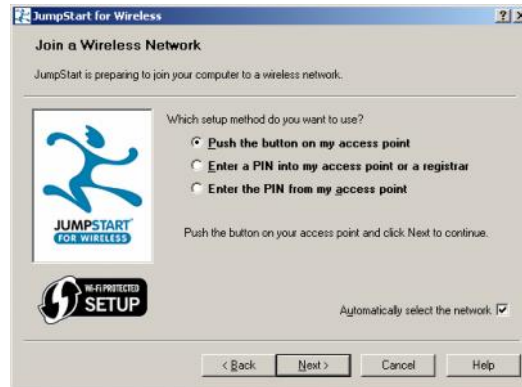 JumpStart for Wireless
Join a Wireless Network
JumpStart is preparing to join your computer to a wireless network.
Which setup method do you want to use?
Push the button on my access point
Enter a PIN into my access point or a registrar
Enter the PIN from my access point
JUMPSTART
FOR WIRELESS
Push the button on your access point and click Next to continue.
WI-FI PROTECTED
SETUP
Automatically select the network
< Back
Next >
Cancel
Help